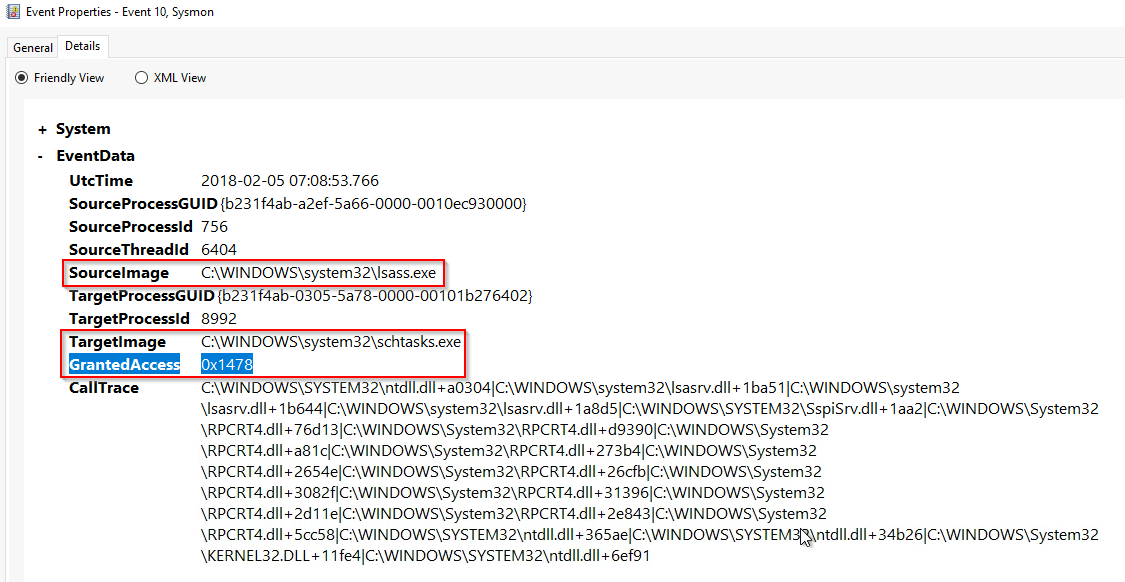 Event Properties - Event 10, Sysmon
General Details
Friendly View XML View
+ System
- EventData
UtcTime 2018-02-05 07:08:53.766
SourceProcessGUID {b231f4ab-a2ef-5a66-0000-0010ec930000}
SourceProcessId 756
SourceThreadId 6404
SourceImage C:\WINDOWS\system32\lsass.exe
TargetProcessGUID {b231f4ab-0305-5a78-0000-00101b276402}
TargetProcessId 8992
TargetImage C:\WINDOWS\system32\schtasks.exe
GrantedAccess 0x1478
CallTrace C:\WINDOWS\SYSTEM32\ntdll.dll+a0304|C:\WINDOWS\system32\lsasrv.dll+1ba51|C:\WINDOWS\system32
\lsasrv.dll+1b644|C:\WINDOWS\system32\lsasrv.dll+1a8d5|C:\WINDOWS\SYSTEM32\SspiSrv.dll+1aa2|C:\WINDOWS\System32
\RPCRT4.dll+76d13|C:\WINDOWS\System32\RPCRT4.dll+d9390|C:\WINDOWS\System32
\RPCRT4.dll+a81c|C:\WINDOWS\System32\RPCRT4.dll+273b4|C:\WINDOWS\System32
\RPCRT4.dll+2654e|C:\WINDOWS\System32\RPCRT4.dll+26cfb|C:\WINDOWS\System32
\RPCRT4.dll+3082f|C:\WINDOWS\System32\RPCRT4.dll+31396|C:\WINDOWS\System32
\RPCRT4.dll+2d11e|C:\WINDOWS\System32\RPCRT4.dll+2e843|C:\WINDOWS\System32
\RPCRT4.dll+5cc58|C:\WINDOWS\SYSTEM32\ntdll.dll+365ae|C:\WINDOWS\SYSTEM32\ntdll.dll+34b26|C:\WINDOWS\System32
\KERNEL32.DLL+11fe4|C:\WINDOWS\SYSTEM32\ntdll.dll+6ef91